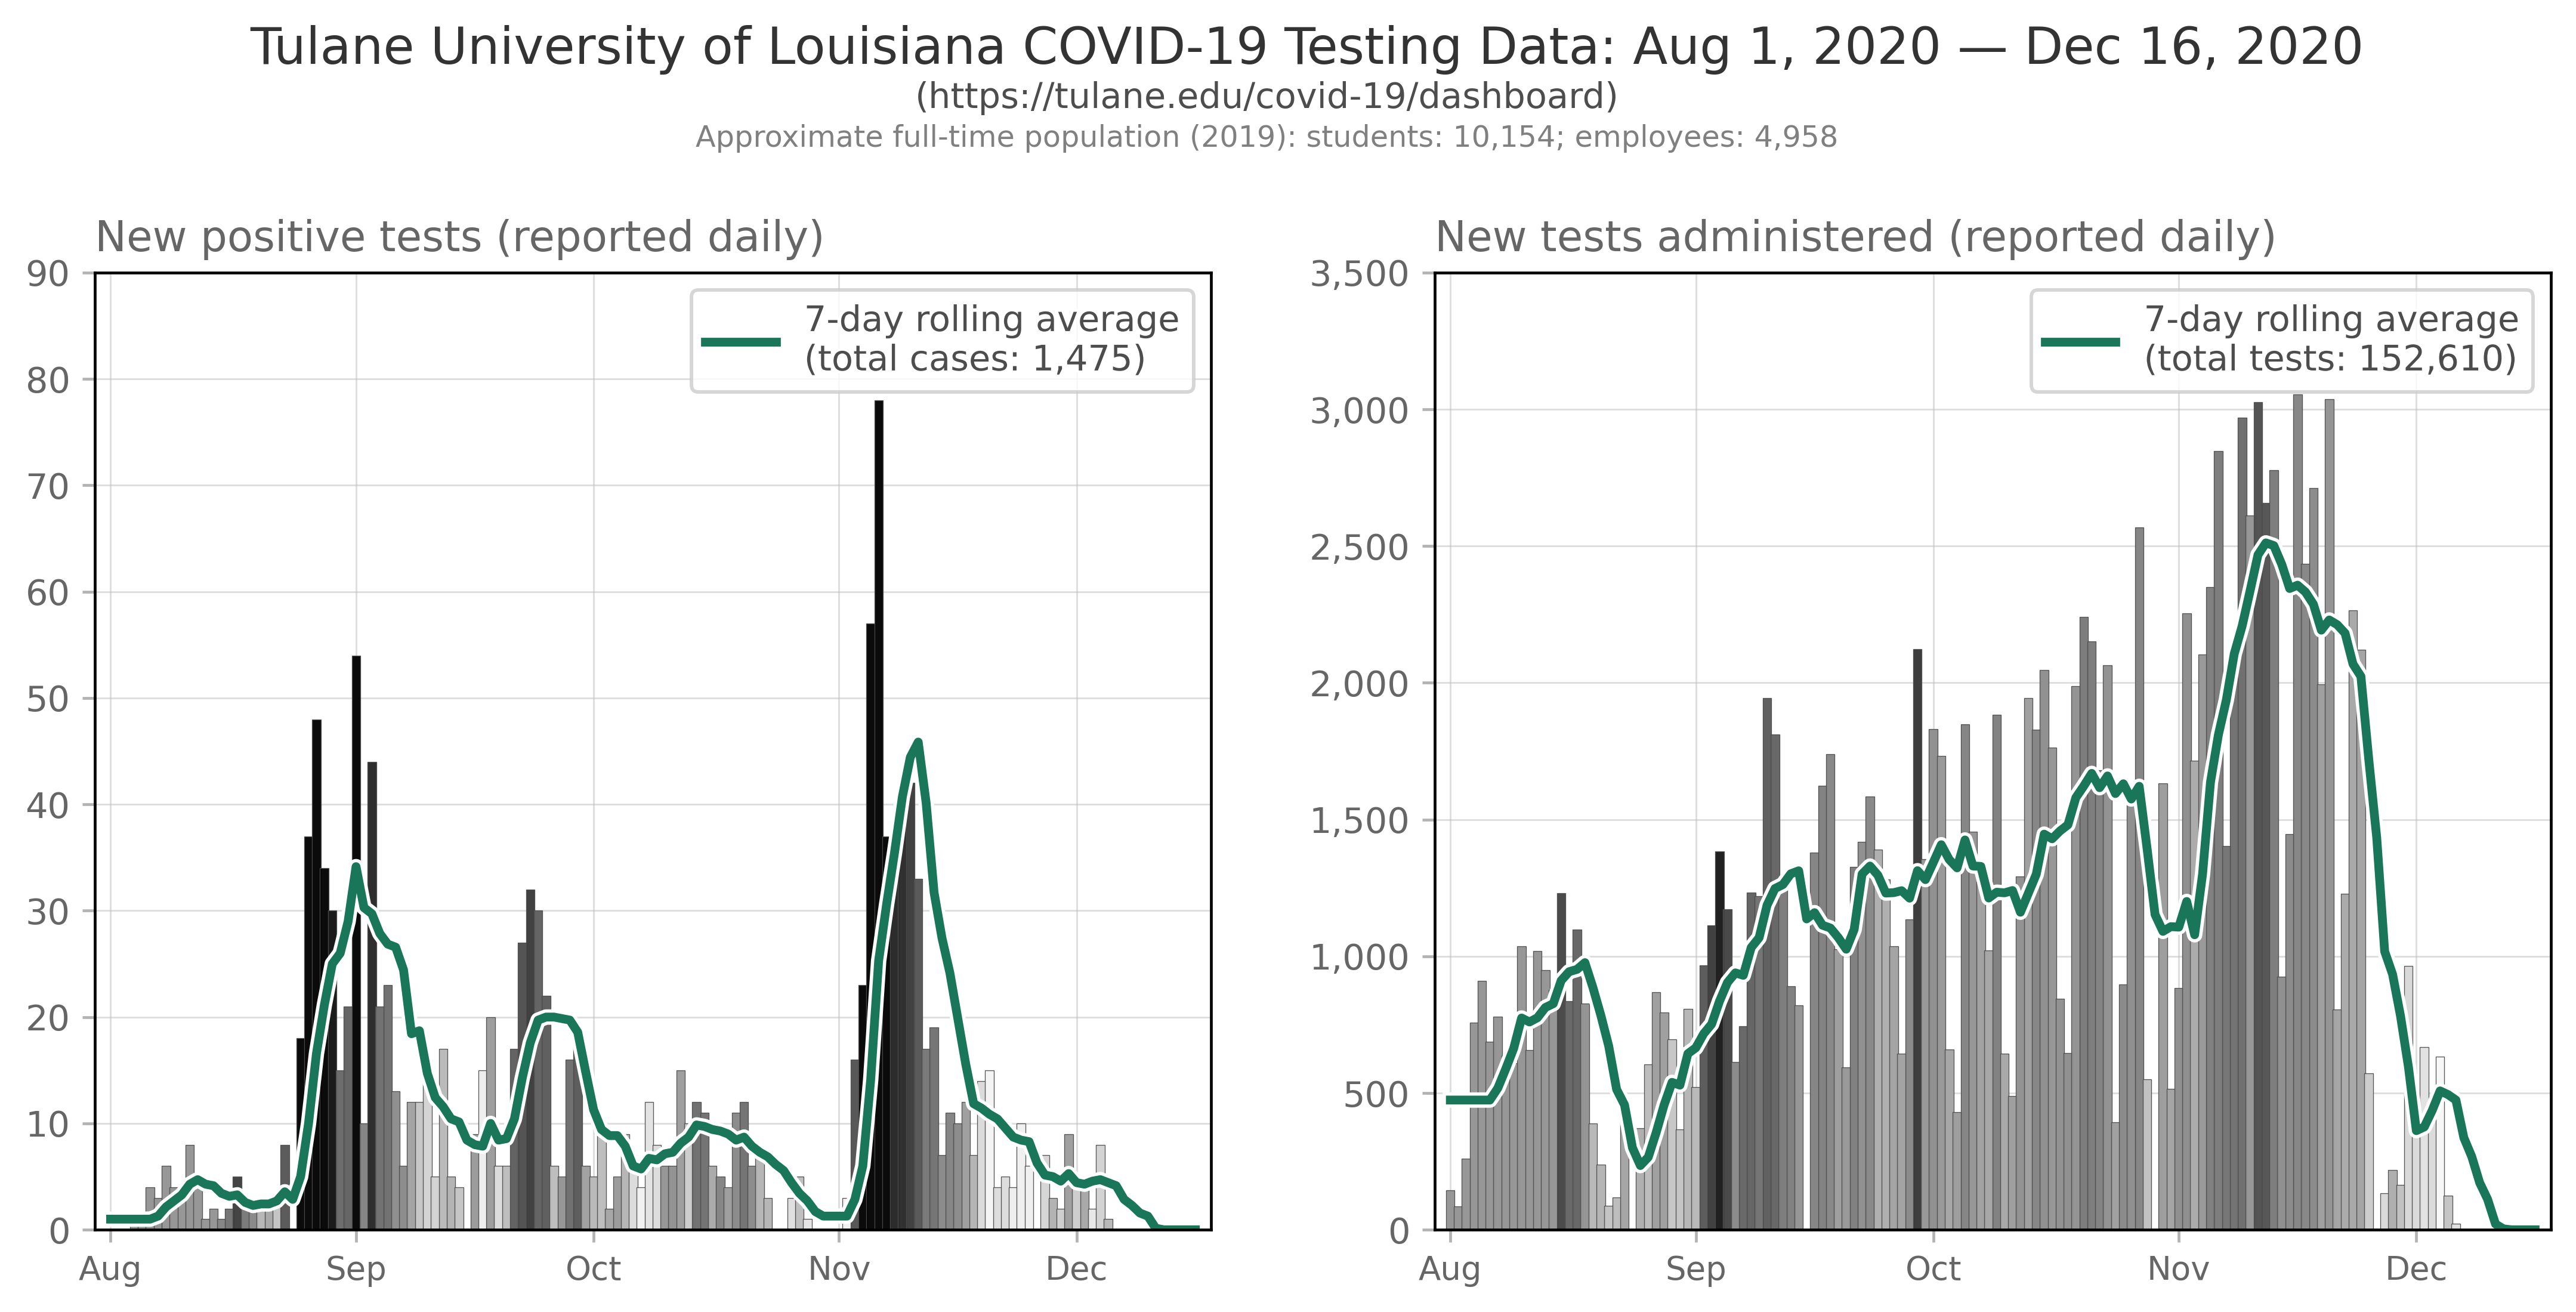 Tulane University of Louisiana COVID-19 Testing Data: Aug 1, 2020 — Dec 16, 2020
(https://tulane.edu/covid-19/dashboard)
Approximate full-time population (2019): students: 10,154; employees: 4,958
New positive tests (reported daily)
90
80
70
60
50
40
30
20
10
0
7-day rolling average
(total cases: 1,475)
Aug Sep Oct Nov Dec
New tests administered (reported daily)
3,500
3,000
2,500
2,000
1,500
1,000
500
0
7-day rolling average
(total tests: 152,610)
Aug Sep Oct Nov Dec